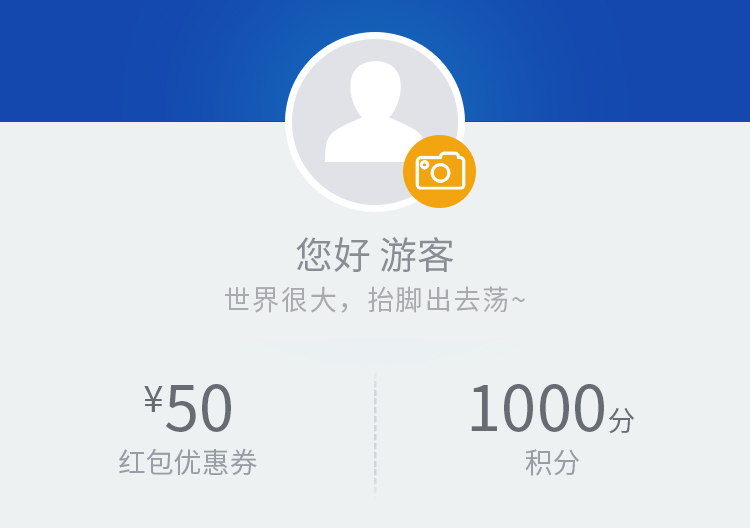 您好 游客
世界很大，抬脚出去荡~
¥50
红包优惠券
1000分
积分